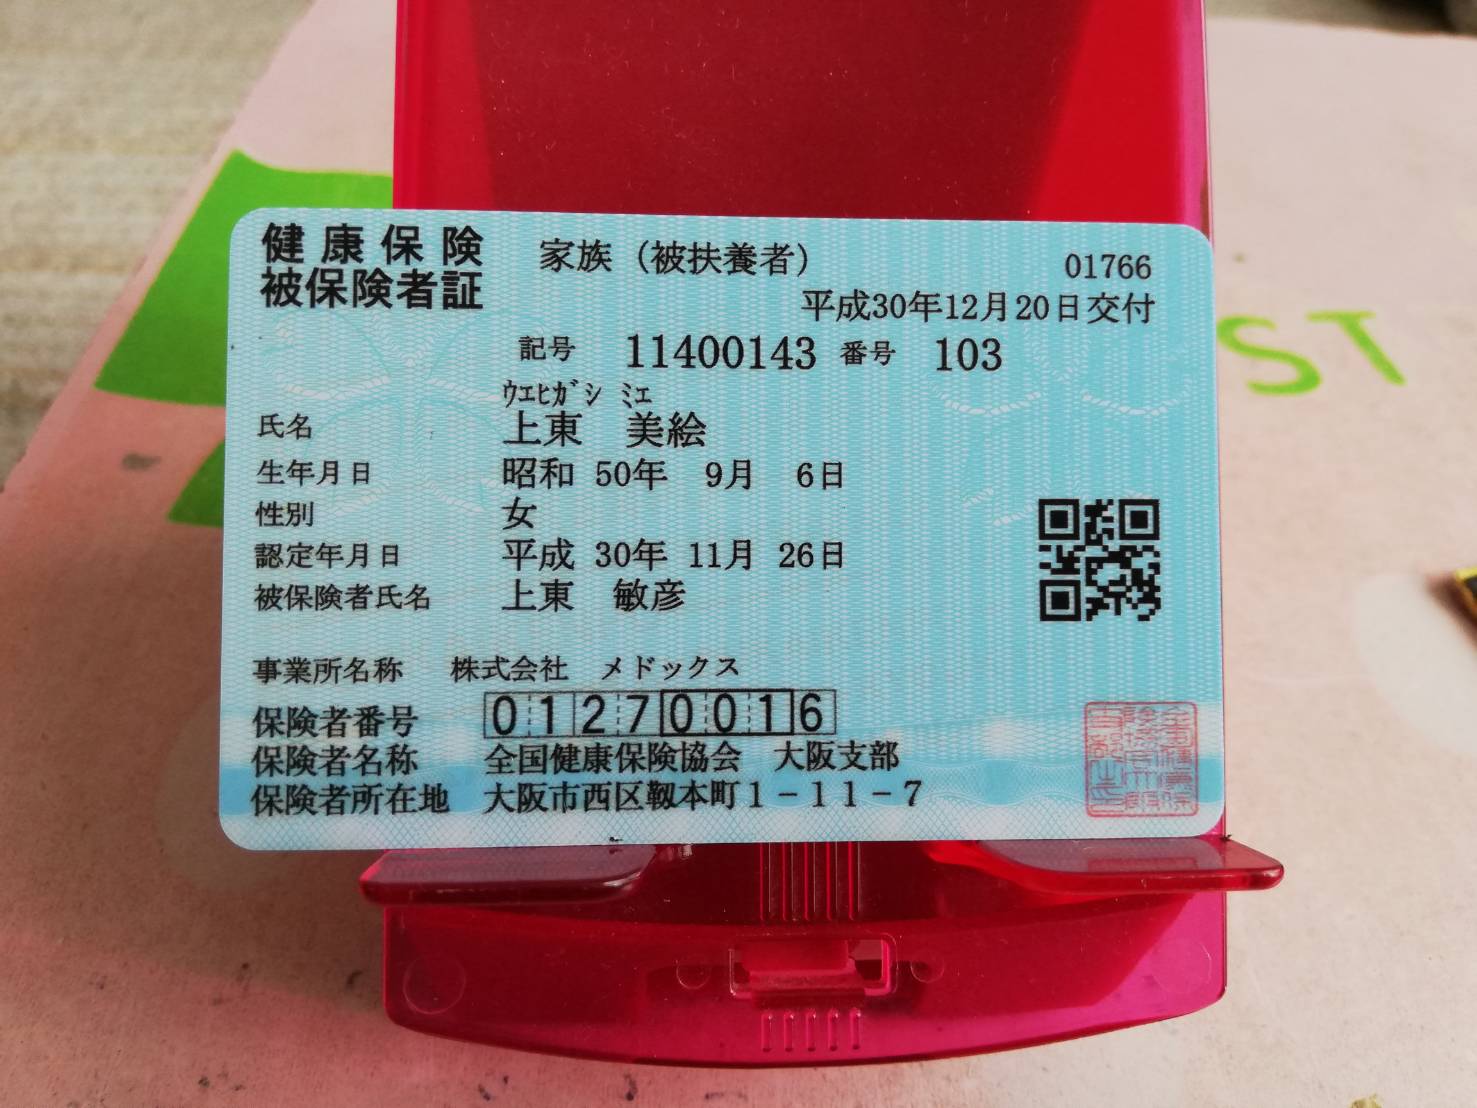 健康保険
被保険者証
家族（被扶養者）
01766
平成30年12月20日交付
記号 11400143 番号 103
ｳｴﾋｶﾞｼ ﾐｴ
氏名 上東 美絵
生年月日 昭和 50年 9月 6日
性別 女
認定年月日 平成 30年 11月 26日
被保険者氏名 上東 敏彦
事業所名称 株式会社 メドックス
保険者番号 01270016
保険者名称 全国健康保険協会 大阪支部
保険者所在地 大阪市西区靱本町1-11-7
ST